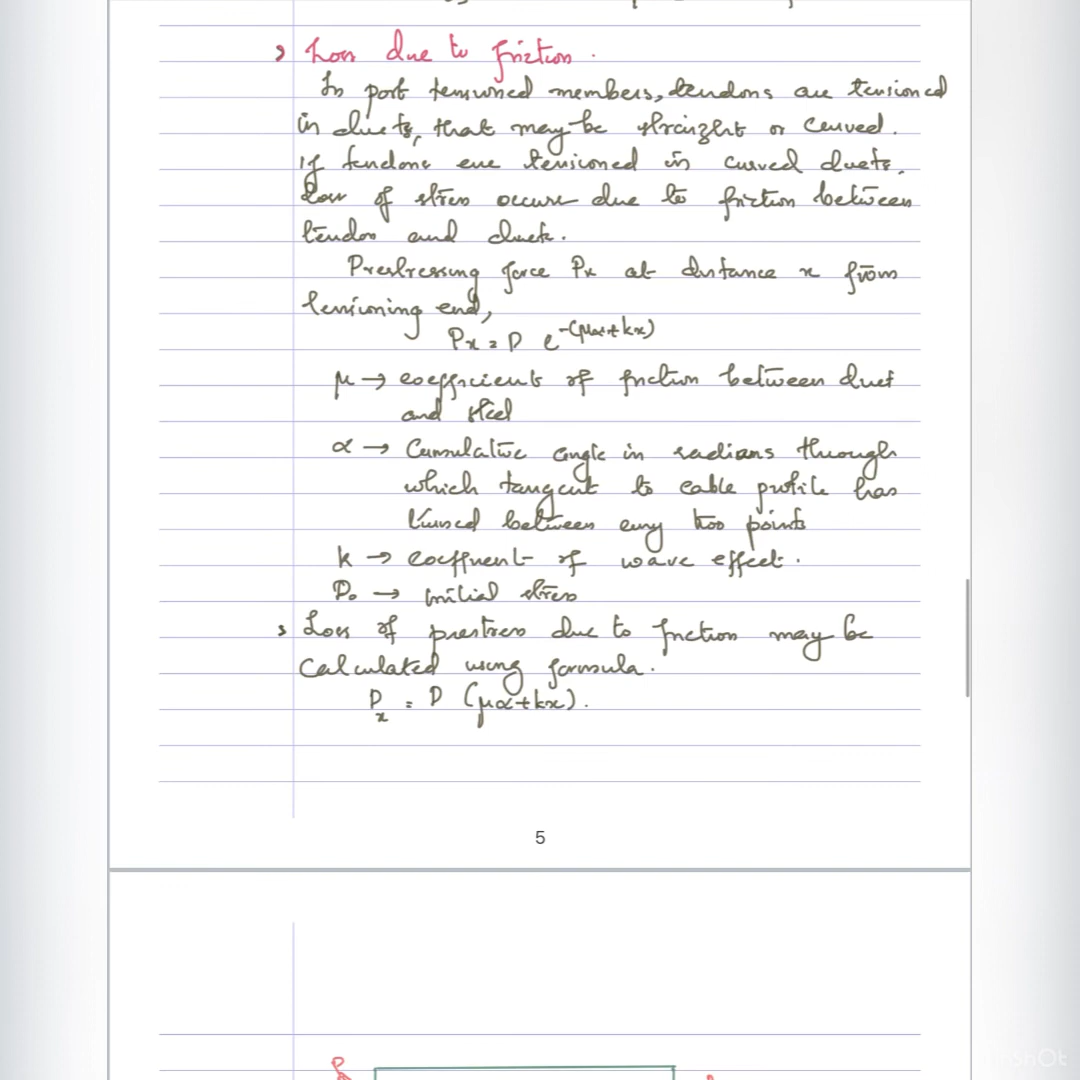 Loss due to friction.
In post tensioned members, tendons are tensioned
in ducts, that may be straight or curved.
If tendons are tensioned in curved ducts,
loss of stress occurs due to friction between
tendon and duct.
Prestressing force Px at distance x from
tensioning end,
Px = P e^-(μα+kx)
μ → coefficient of friction between duct
and steel
α → Cumulative angle in radians through
which tangent to cable profile has
turned between any two points
k → coefficient of wave effect.
P₀ → initial stress
Loss of prestress due to friction may be
calculated using formula.
Px = P (μα+kx).
5